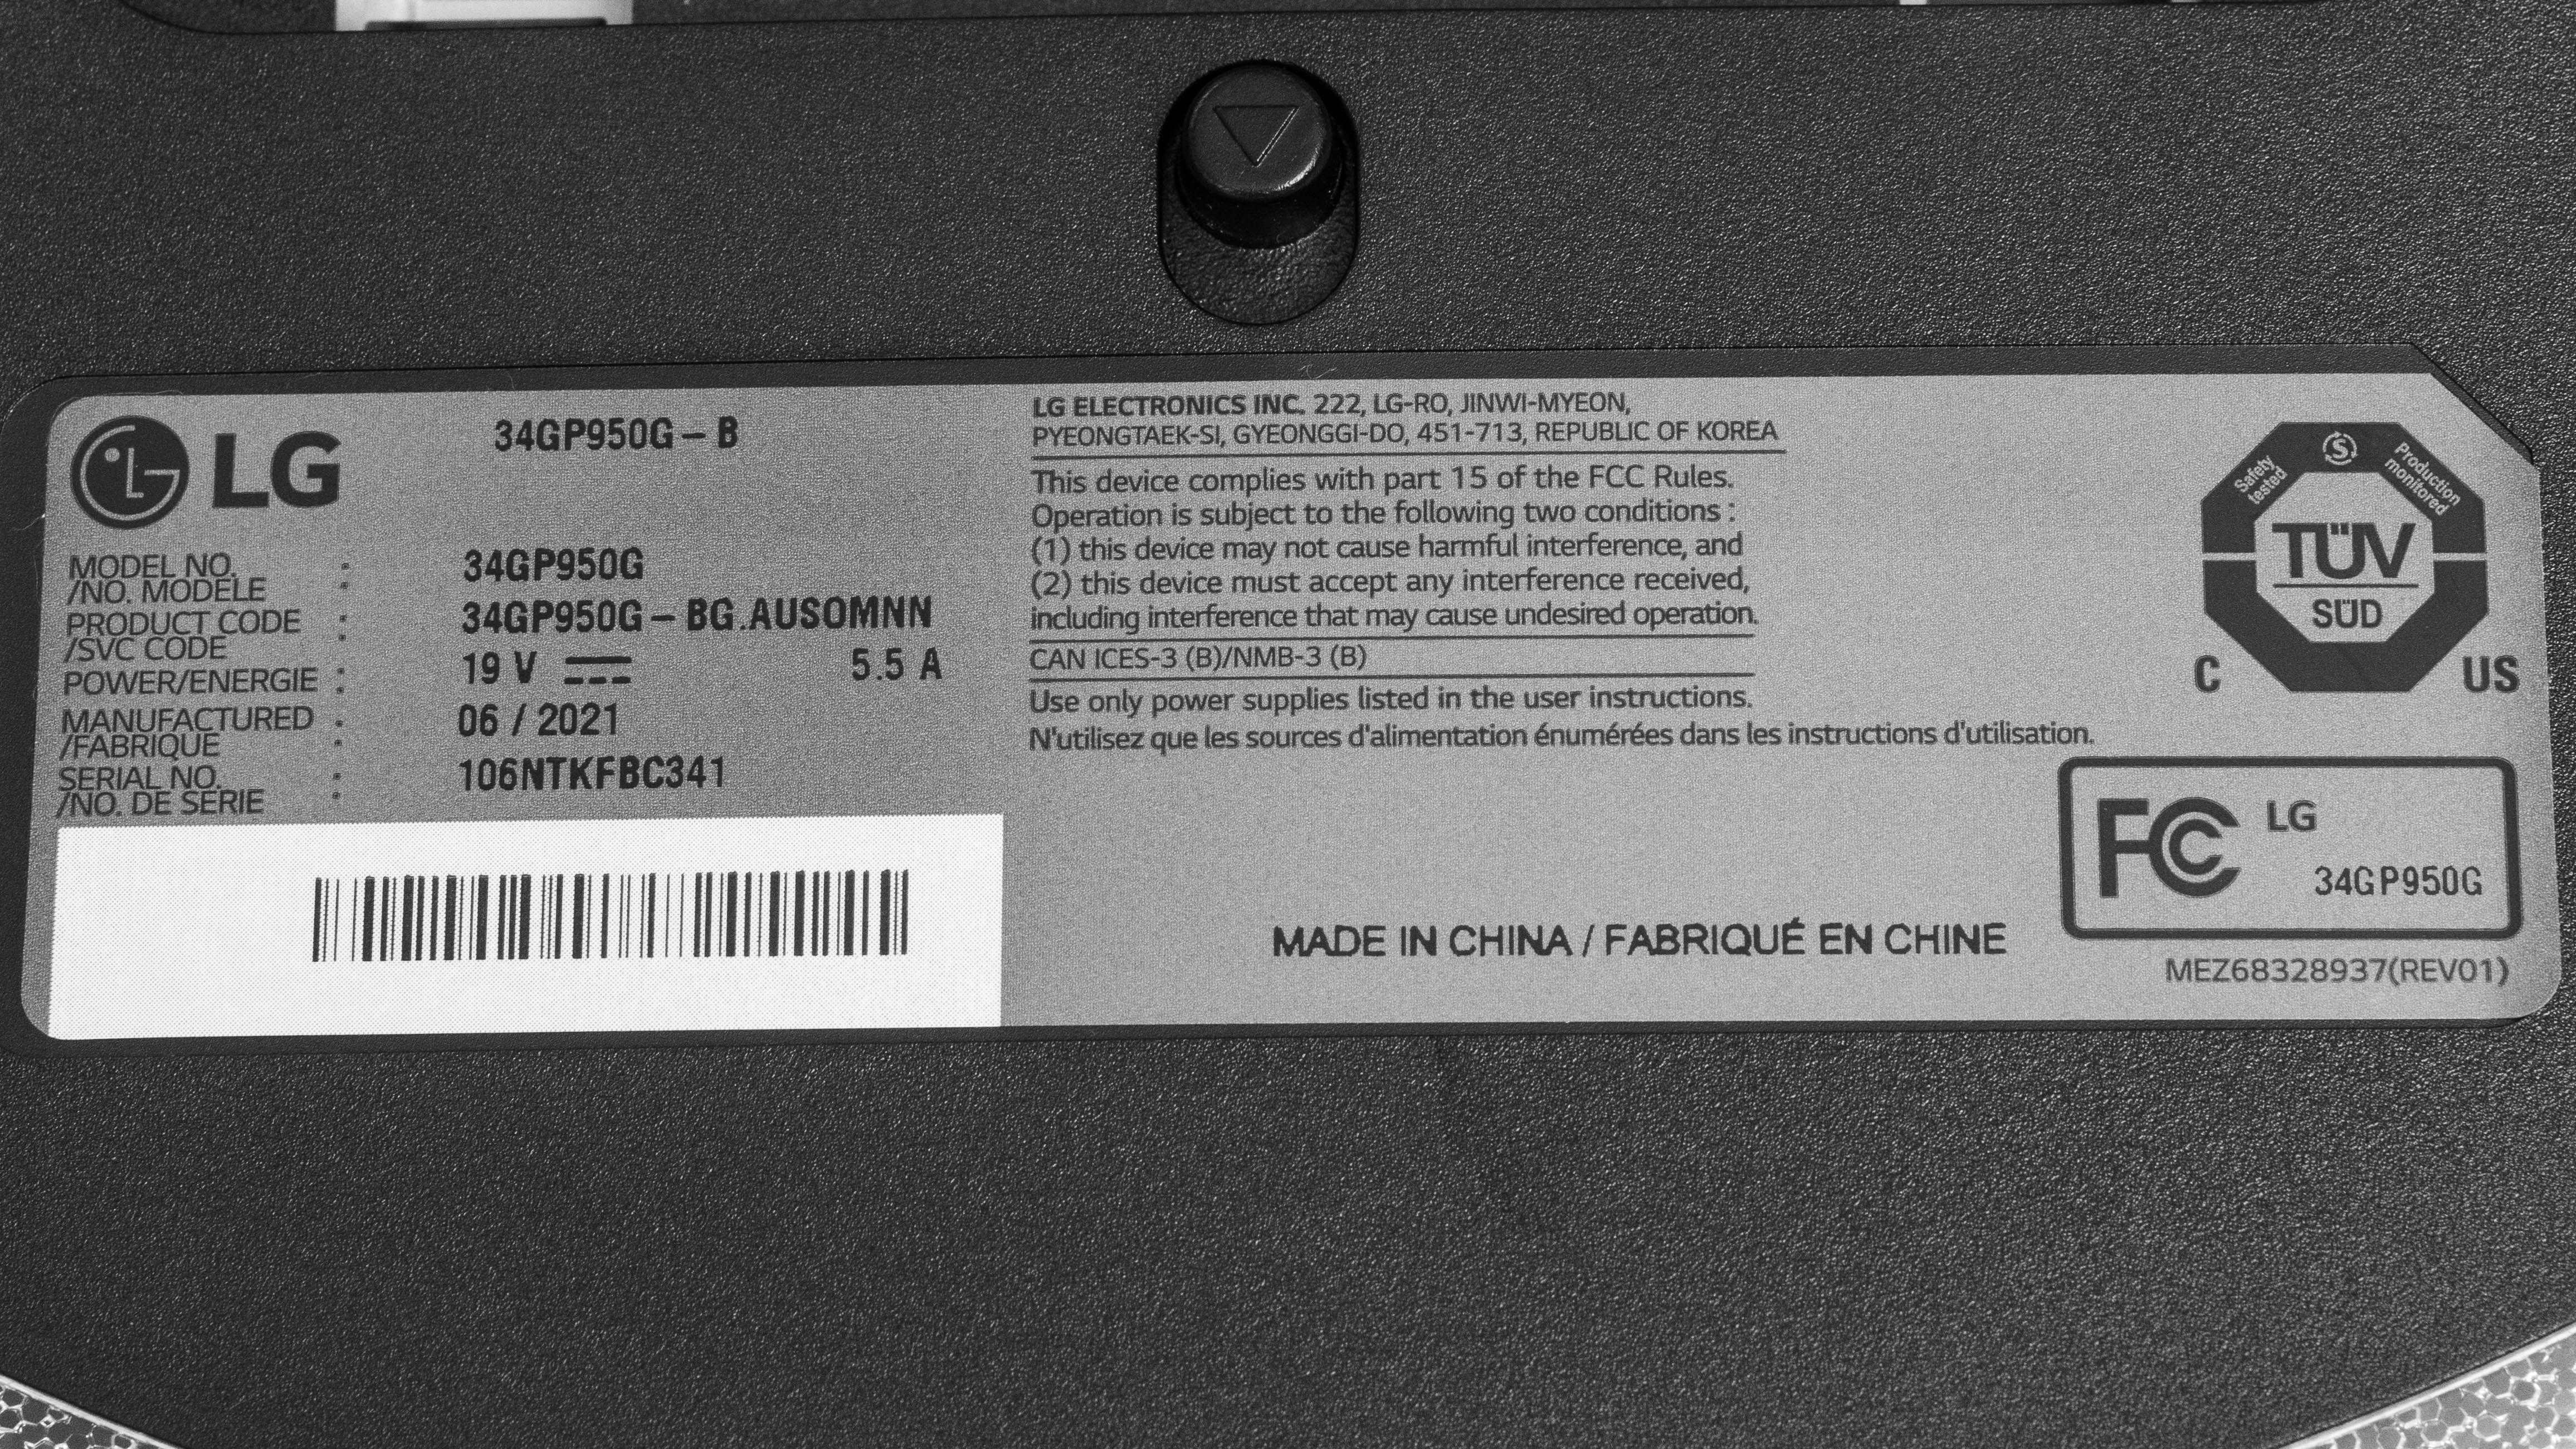 LG
34GP950G – B
MODEL NO.
/NO. MODÈLE
:
:
34GP950G
PRODUCT CODE
/SVC CODE
:
:
34GP950G – BG.AUSOMNN
POWER/ENERGIE :
19 V 5.5 A
MANUFACTURED
/FABRIQUÉ
:
:
06 / 2021
SERIAL NO.
/NO. DE SÉRIE
:
:
106NTKFBC341
LG ELECTRONICS INC. 222, LG-RO, JINWI-MYEON,
PYEONGTAEK-SI, GYEONGGI-DO, 451-713, REPUBLIC OF KOREA
This device complies with part 15 of the FCC Rules.
Operation is subject to the following two conditions :
(1) this device may not cause harmful interference, and
(2) this device must accept any interference received,
including interference that may cause undesired operation.
CAN ICES-3 (B)/NMB-3 (B)
Use only power supplies listed in the user instructions.
N'utilisez que les sources d'alimentation énumérées dans les instructions d'utilisation.
MADE IN CHINA / FABRIQUÉ EN CHINE
Safety
tested
S
Production
monitored
TÜV
SÜD
C US
FC LG
34GP950G
MEZ68328937(REV01)